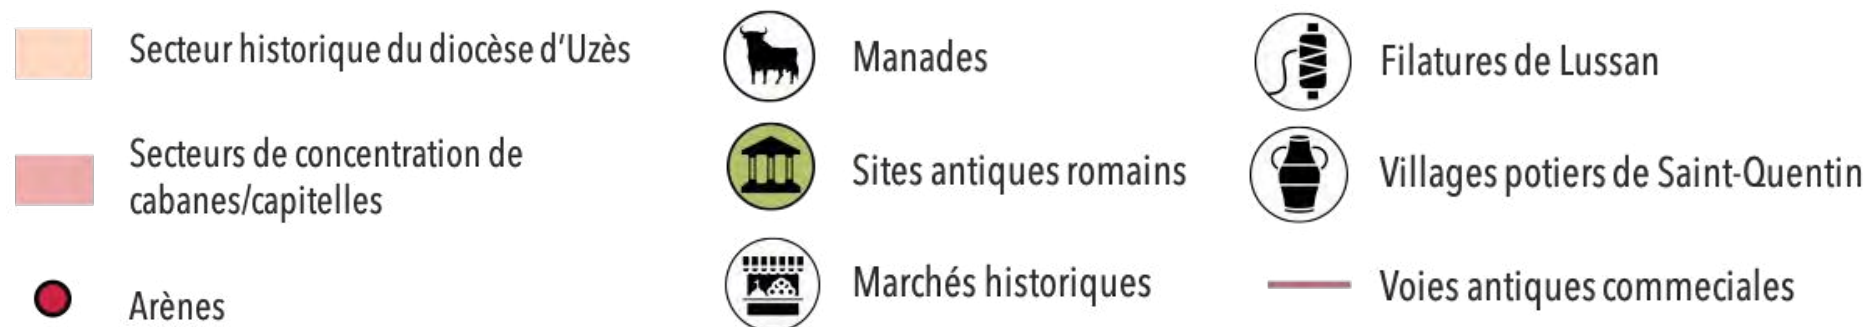 Secteur historique du diocèse d’Uzès
Secteurs de concentration de
cabanes/capitelles
Arènes
Manades
Sites antiques romains
Marchés historiques
Filatures de Lussan
Villages potiers de Saint-Quentin
Voies antiques commeciales